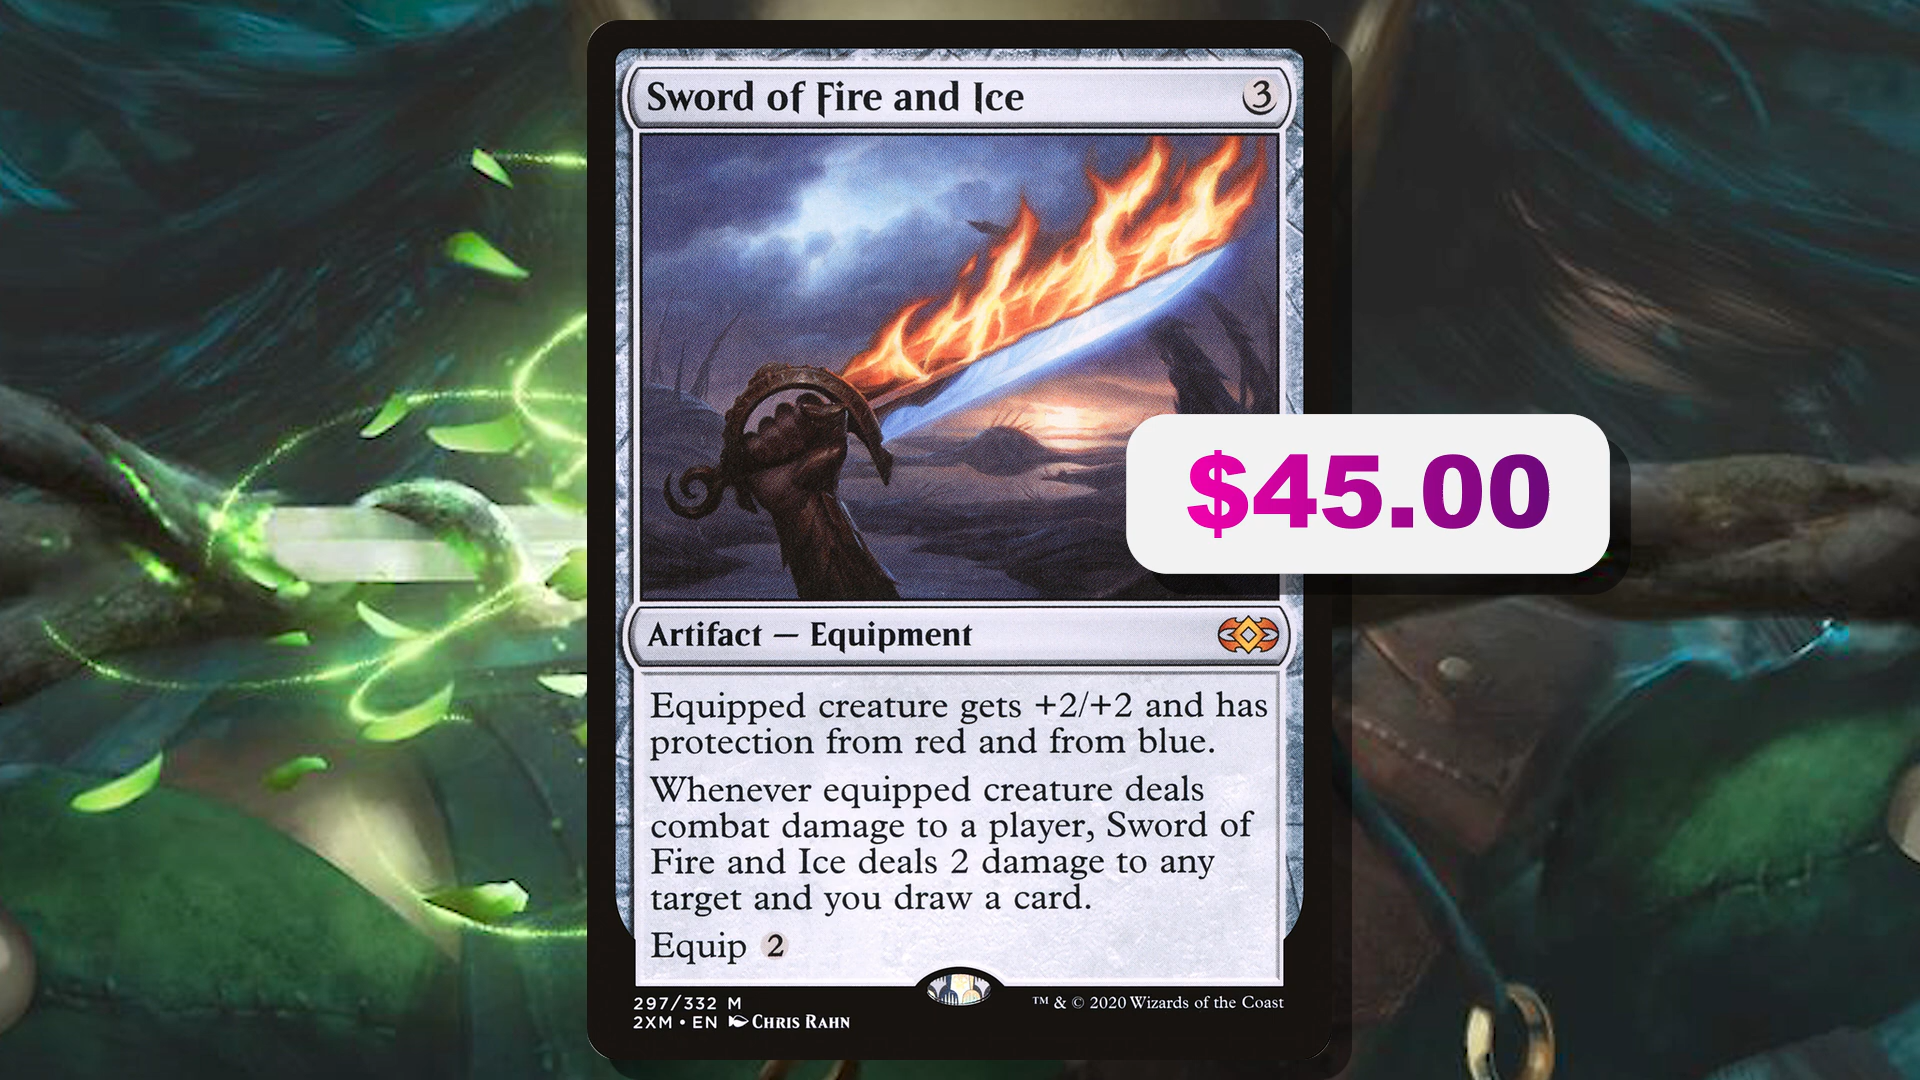 Sword of Fire and Ice 3
$45.00
Artifact — Equipment
Equipped creature gets +2/+2 and has
protection from red and from blue.
Whenever equipped creature deals
combat damage to a player, Sword of
Fire and Ice deals 2 damage to any
target and you draw a card.
Equip 2
297/332 M
2XM • EN Chris Rahn
™ & © 2020 Wizards of the Coast